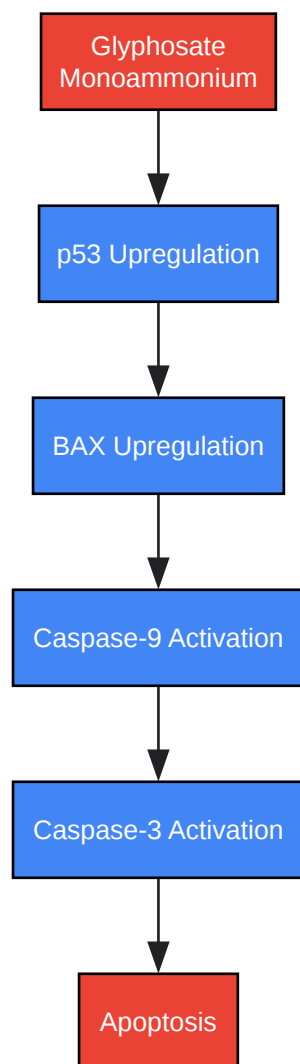 Glyphosate
Monoammonium
p53 Upregulation
BAX Upregulation
Caspase-9 Activation
Caspase-3 Activation
Apoptosis